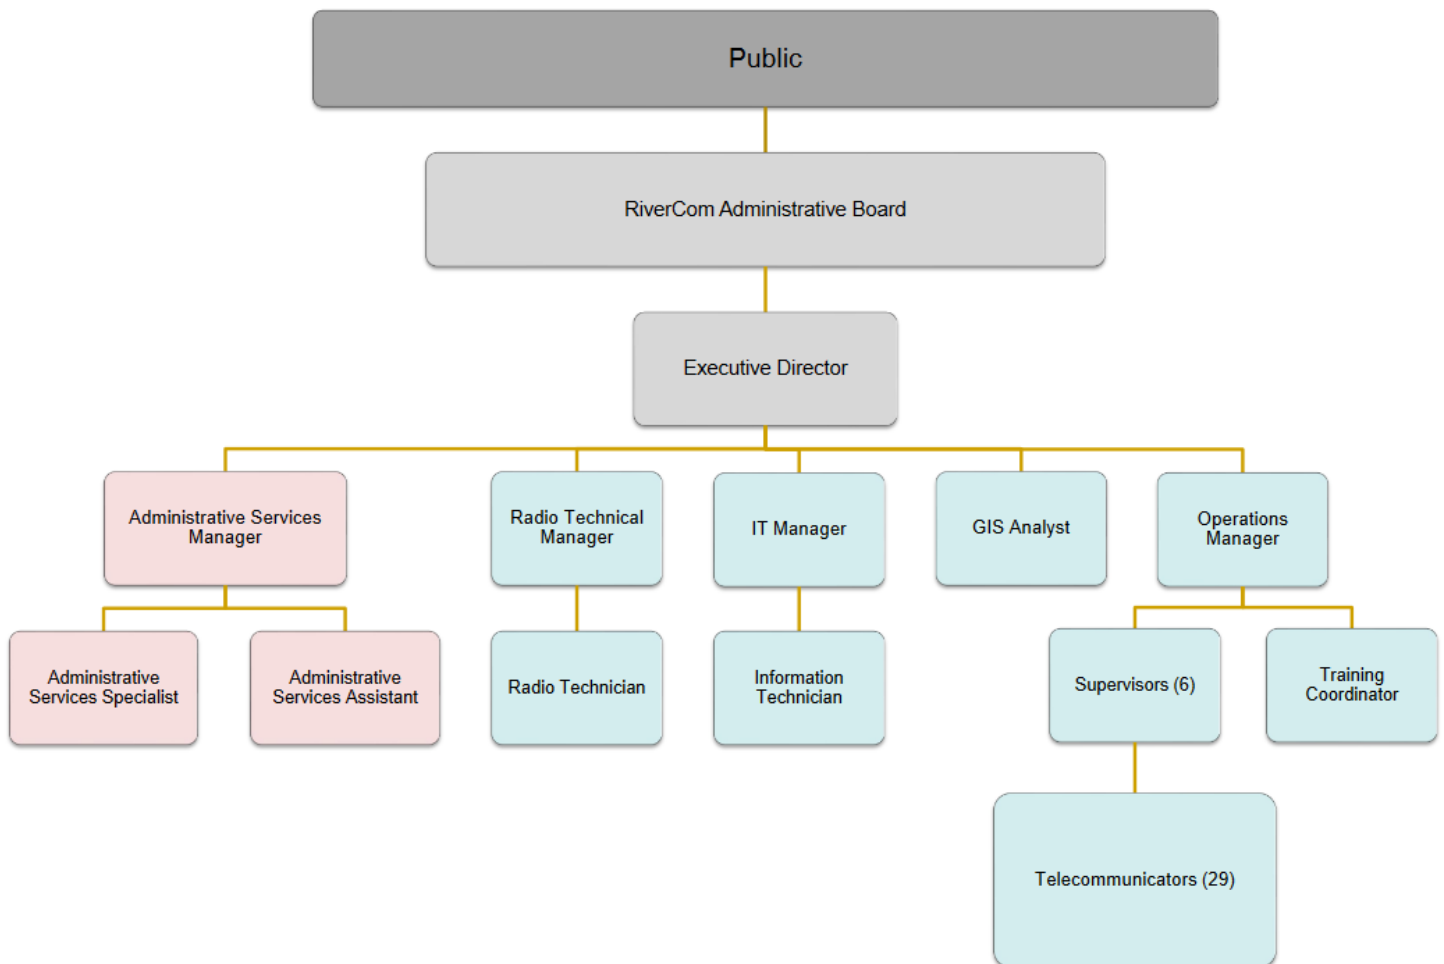 Public
RiverCom Administrative Board
Executive Director
Administrative Services
Manager
Radio Technical
Manager
IT Manager
GIS Analyst
Operations
Manager
Administrative
Services Specialist
Administrative
Services Assistant
Radio Technician
Information
Technician
Supervisors (6)
Training
Coordinator
Telecommunicators (29)